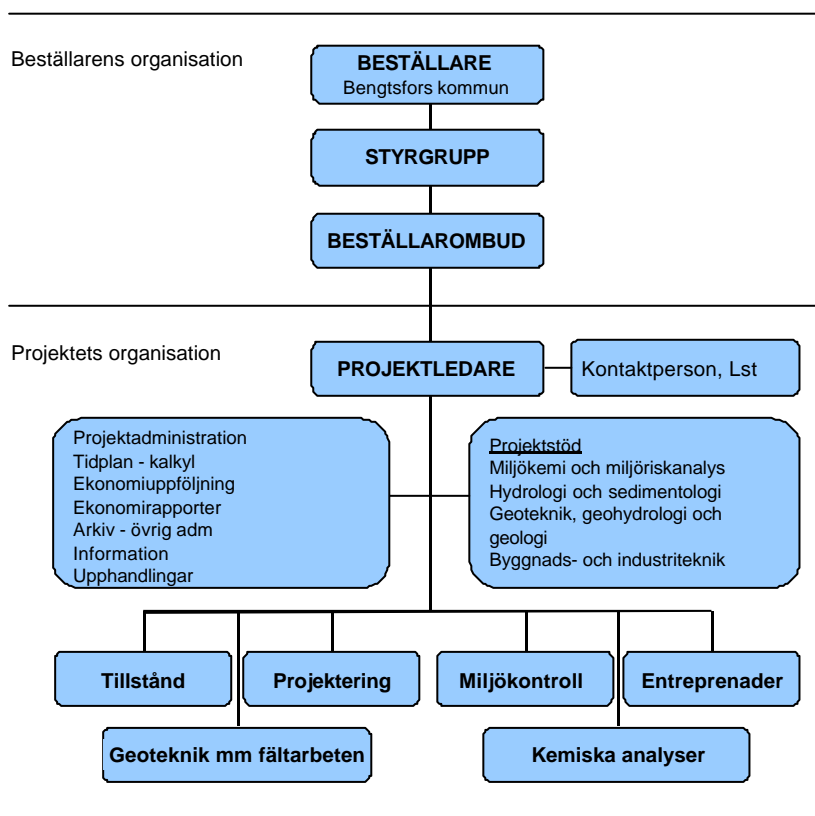 Beställarens organisation
BESTÄLLARE
Bengtsfors kommun
STYRGRUPP
BESTÄLLAROMBUD
Projektets organisation
PROJEKTLEDARE
Kontaktperson, Lst
Projektadministration
Tidplan - kalkyl
Ekonomiuppföljning
Ekonomirapporter
Arkiv - övrig adm
Information
Upphandlingar
Projektstöd
Miljökemi och miljöriskanalys
Hydrologi och sedimentologi
Geoteknik, geohydrologi och
geologi
Byggnads- och industriteknik
Tillstånd
Projektering
Miljökontroll
Entreprenader
Geoteknik mm fältarbeten
Kemiska analyser